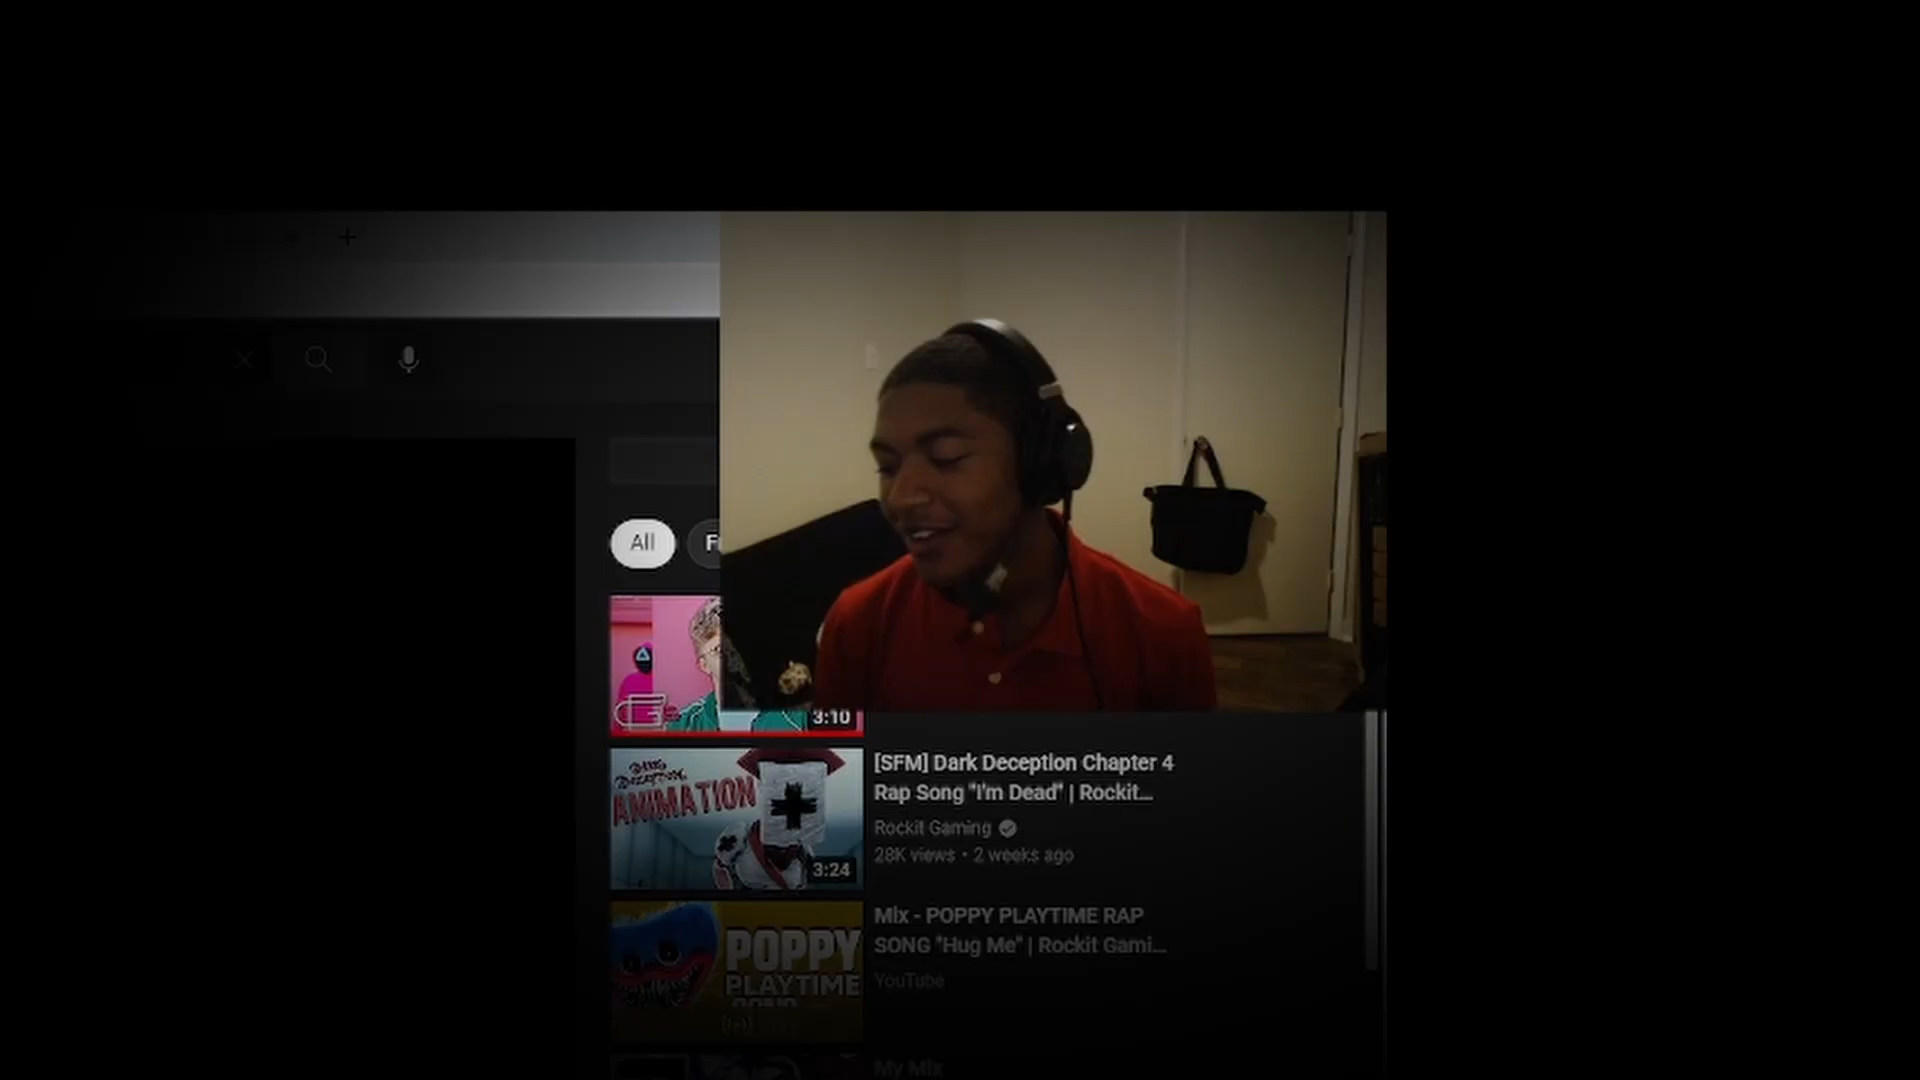 All
3:10
DARK
DECEPTION
ANIMATION
3:24
[SFM] Dark Deception Chapter 4
Rap Song "I'm Dead" | Rockit...
Rockit Gaming
28K views • 2 weeks ago
POPPY
PLAYTIME
SONG
Mix - POPPY PLAYTIME RAP
SONG "Hug Me" | Rockit Gami...
YouTube
My Mix